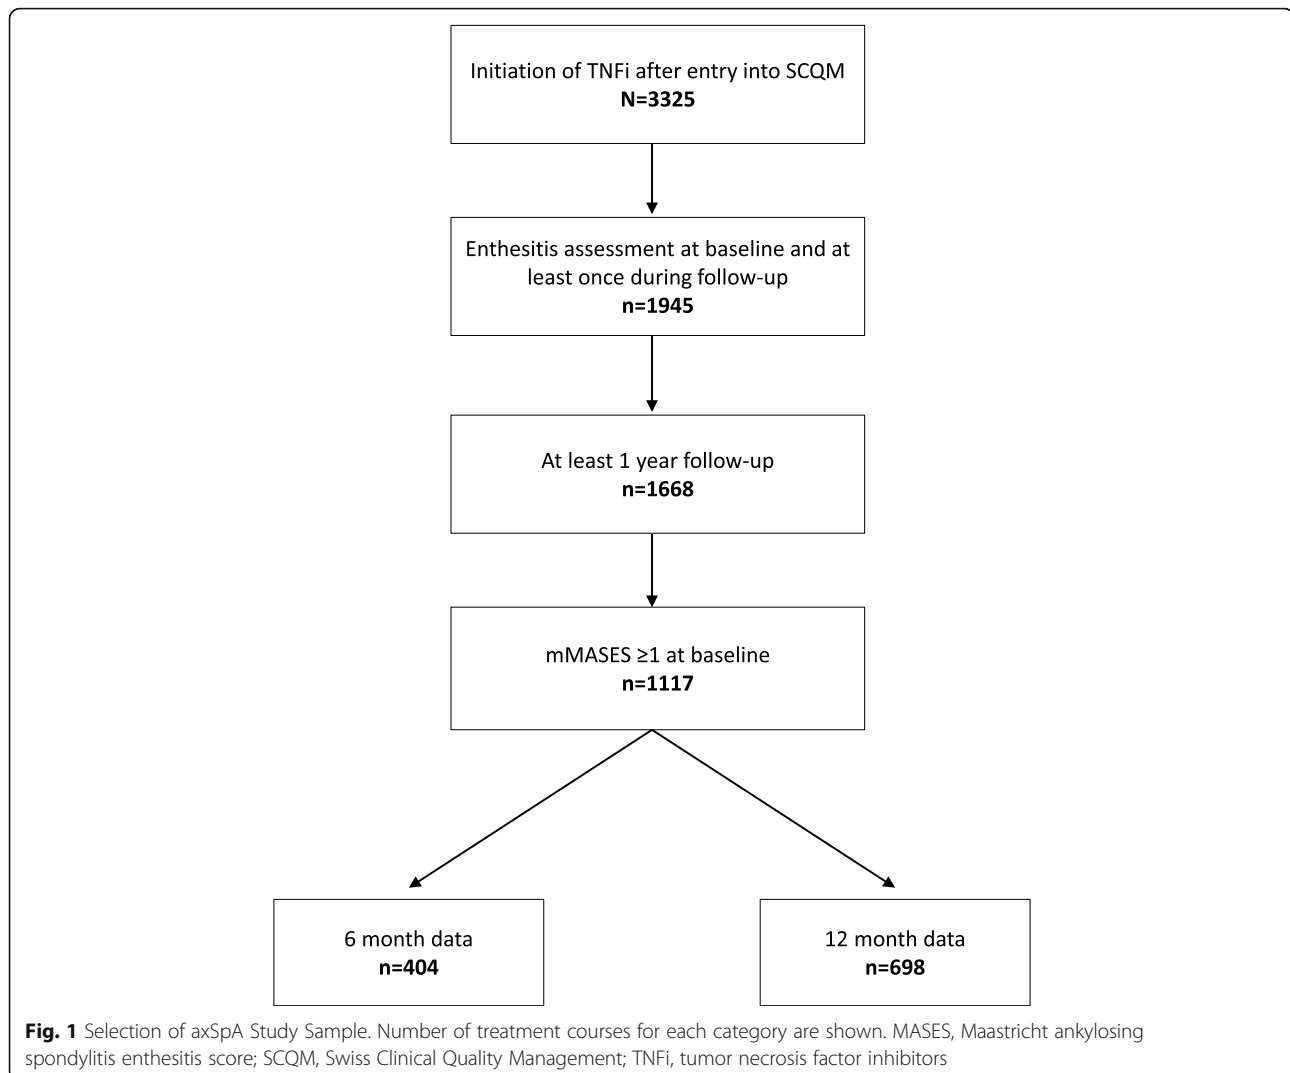 Initiation of TNFi after entry into SCQM
N=3325
Enthesitis assessment at baseline and at
least once during follow-up
n=1945
At least 1 year follow-up
n=1668
mMASES ≥1 at baseline
n=1117
6 month data
n=404
12 month data
n=698
Fig. 1 Selection of axSpA Study Sample. Number of treatment courses for each category are shown. MASES, Maastricht ankylosing
spondylitis enthesitis score; SCQM, Swiss Clinical Quality Management; TNFi, tumor necrosis factor inhibitors